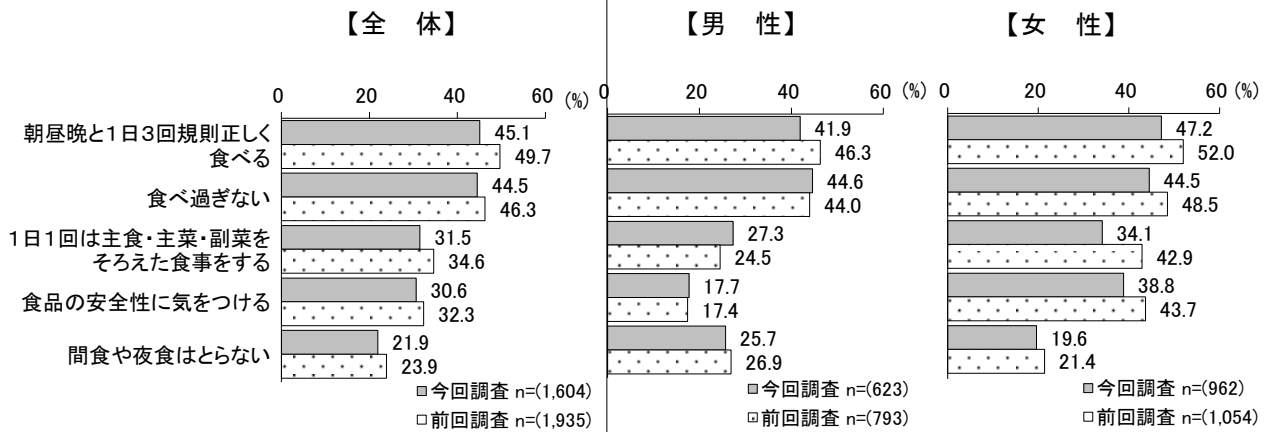 【全　体】
【男　性】
【女　性】
0 20 40 60 (%)
0 20 40 60 (%)
0 20 40 60 (%)
朝昼晩と1日3回規則正しく
食べる
45.1
49.7
41.9
46.3
47.2
52.0
食べ過ぎない
44.5
46.3
44.6
44.0
44.5
48.5
1日1回は主食・主菜・副菜を
そろえた食事をする
31.5
34.6
27.3
24.5
34.1
42.9
食品の安全性に気をつける
30.6
32.3
17.7
17.4
38.8
43.7
間食や夜食はとらない
21.9
23.9
25.7
26.9
19.6
21.4
今回調査 n=(1,604)
前回調査 n=(1,935)
今回調査 n=(623)
前回調査 n=(793)
今回調査 n=(962)
前回調査 n=(1,054)